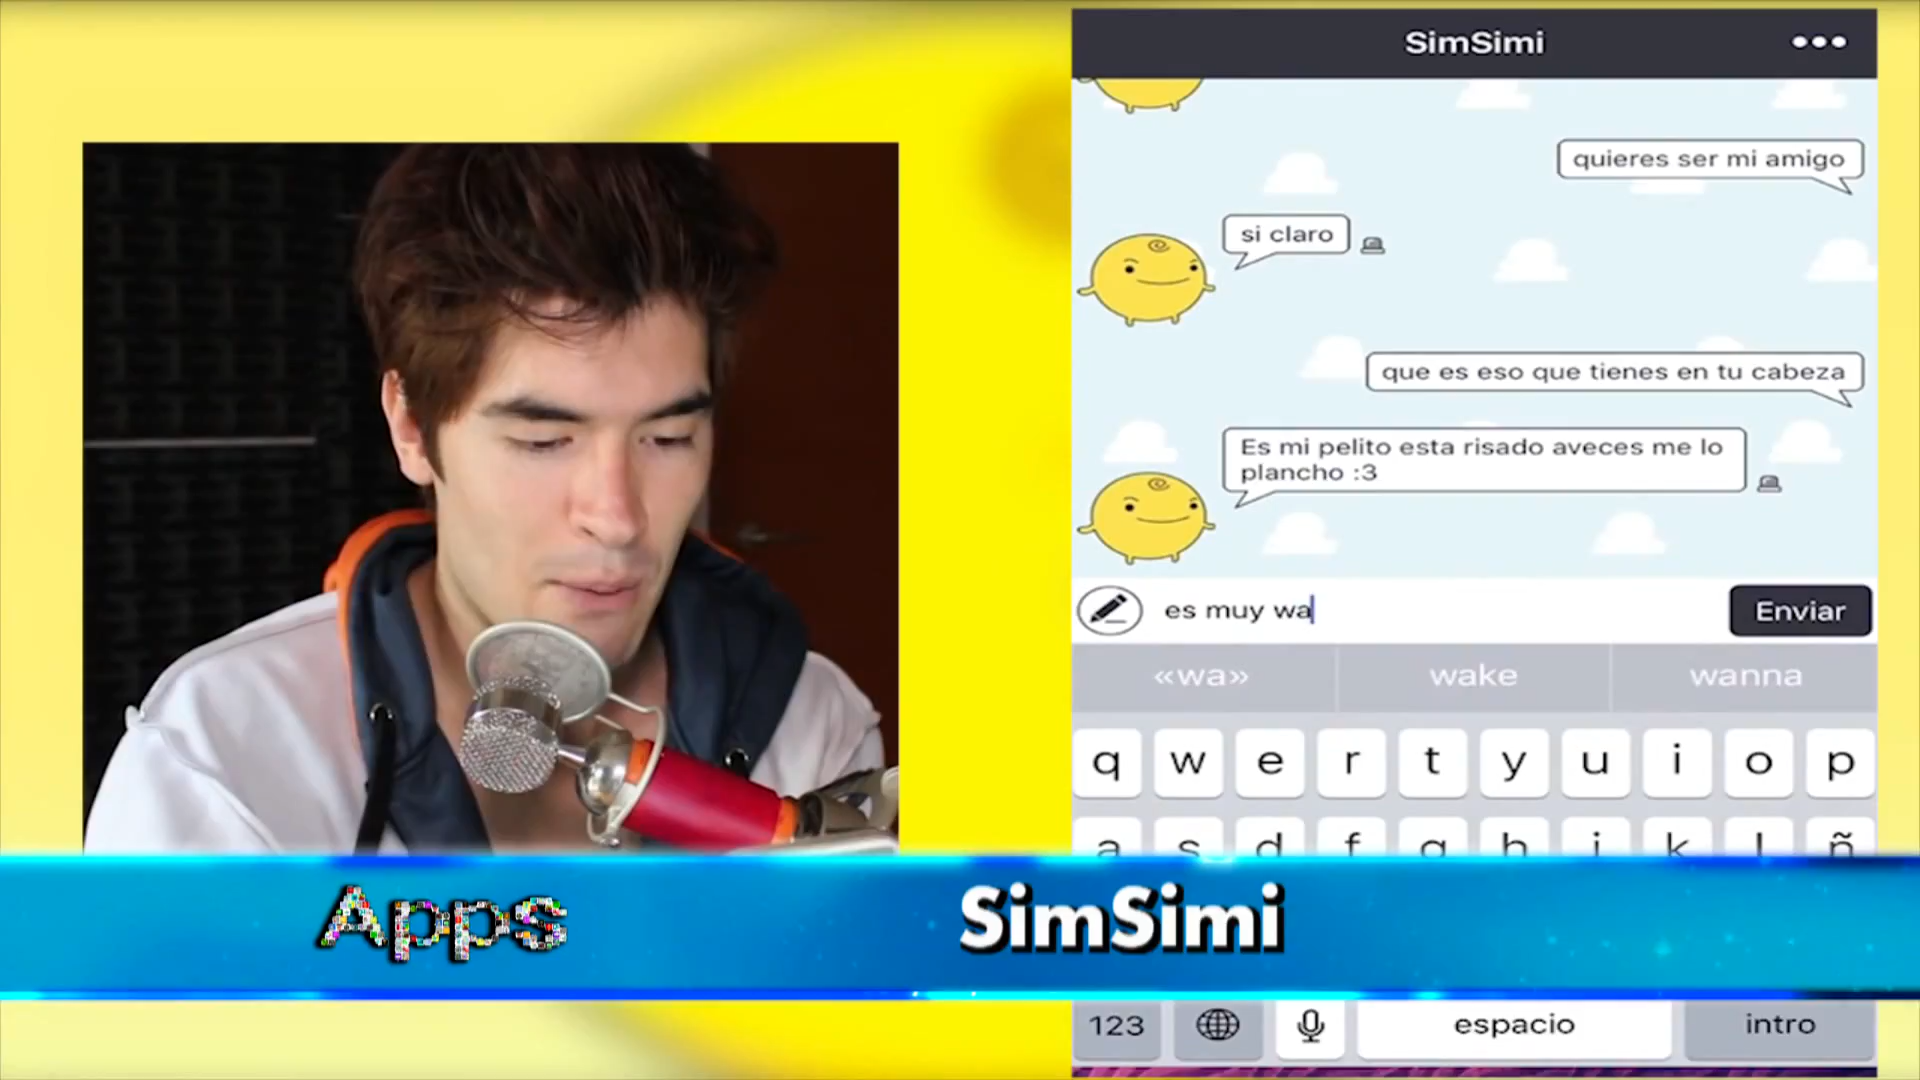 SimSimi
quieres ser mi amigo
si claro
que es eso que tienes en tu cabeza
Es mi pelito esta risado aveces me lo
plancho :3
es muy wa
Enviar
«wa» wake wanna
q w e r t y u i o p
a s d f g h j k l ñ
Apps SimSimi
123 espacio intro